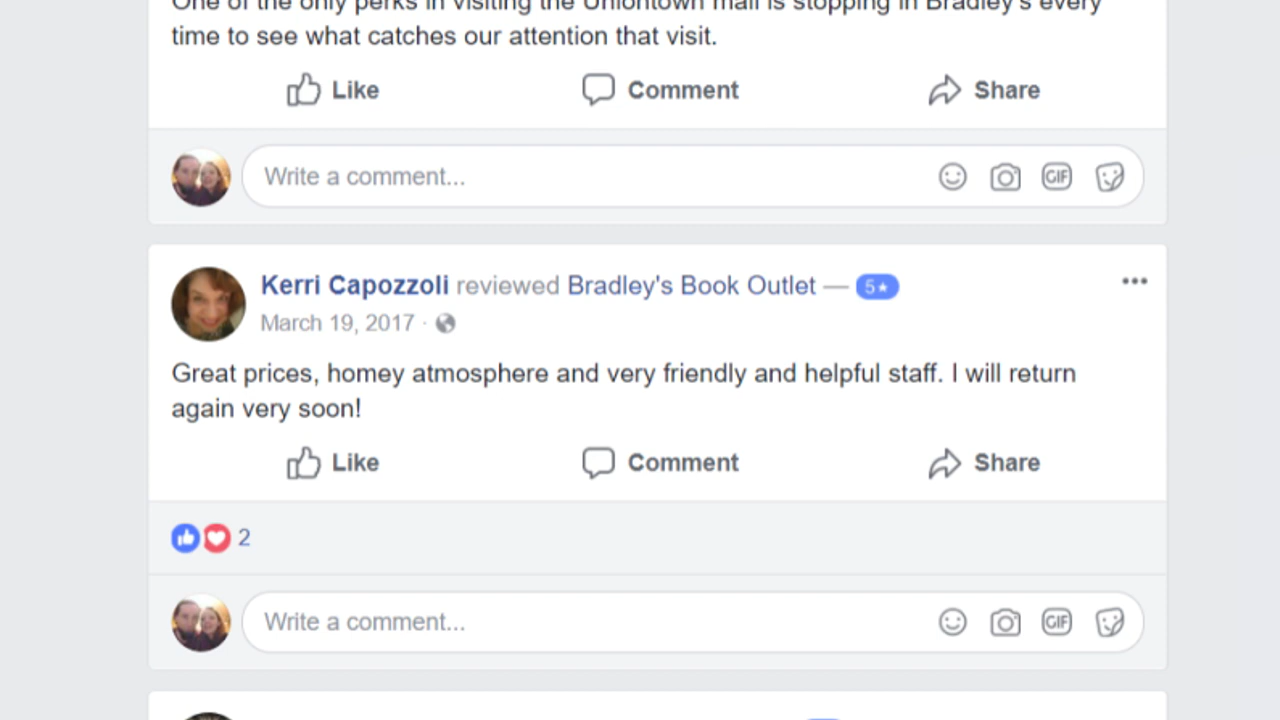 One of the only perks in visiting the Uniontown mall is stopping in Bradley's every
time to see what catches our attention that visit.
Like Comment Share
Write a comment... GIF
Kerri Capozzoli reviewed Bradley's Book Outlet — 5★
March 19, 2017 ·
Great prices, homey atmosphere and very friendly and helpful staff. I will return
again very soon!
Like Comment Share
2
Write a comment... GIF